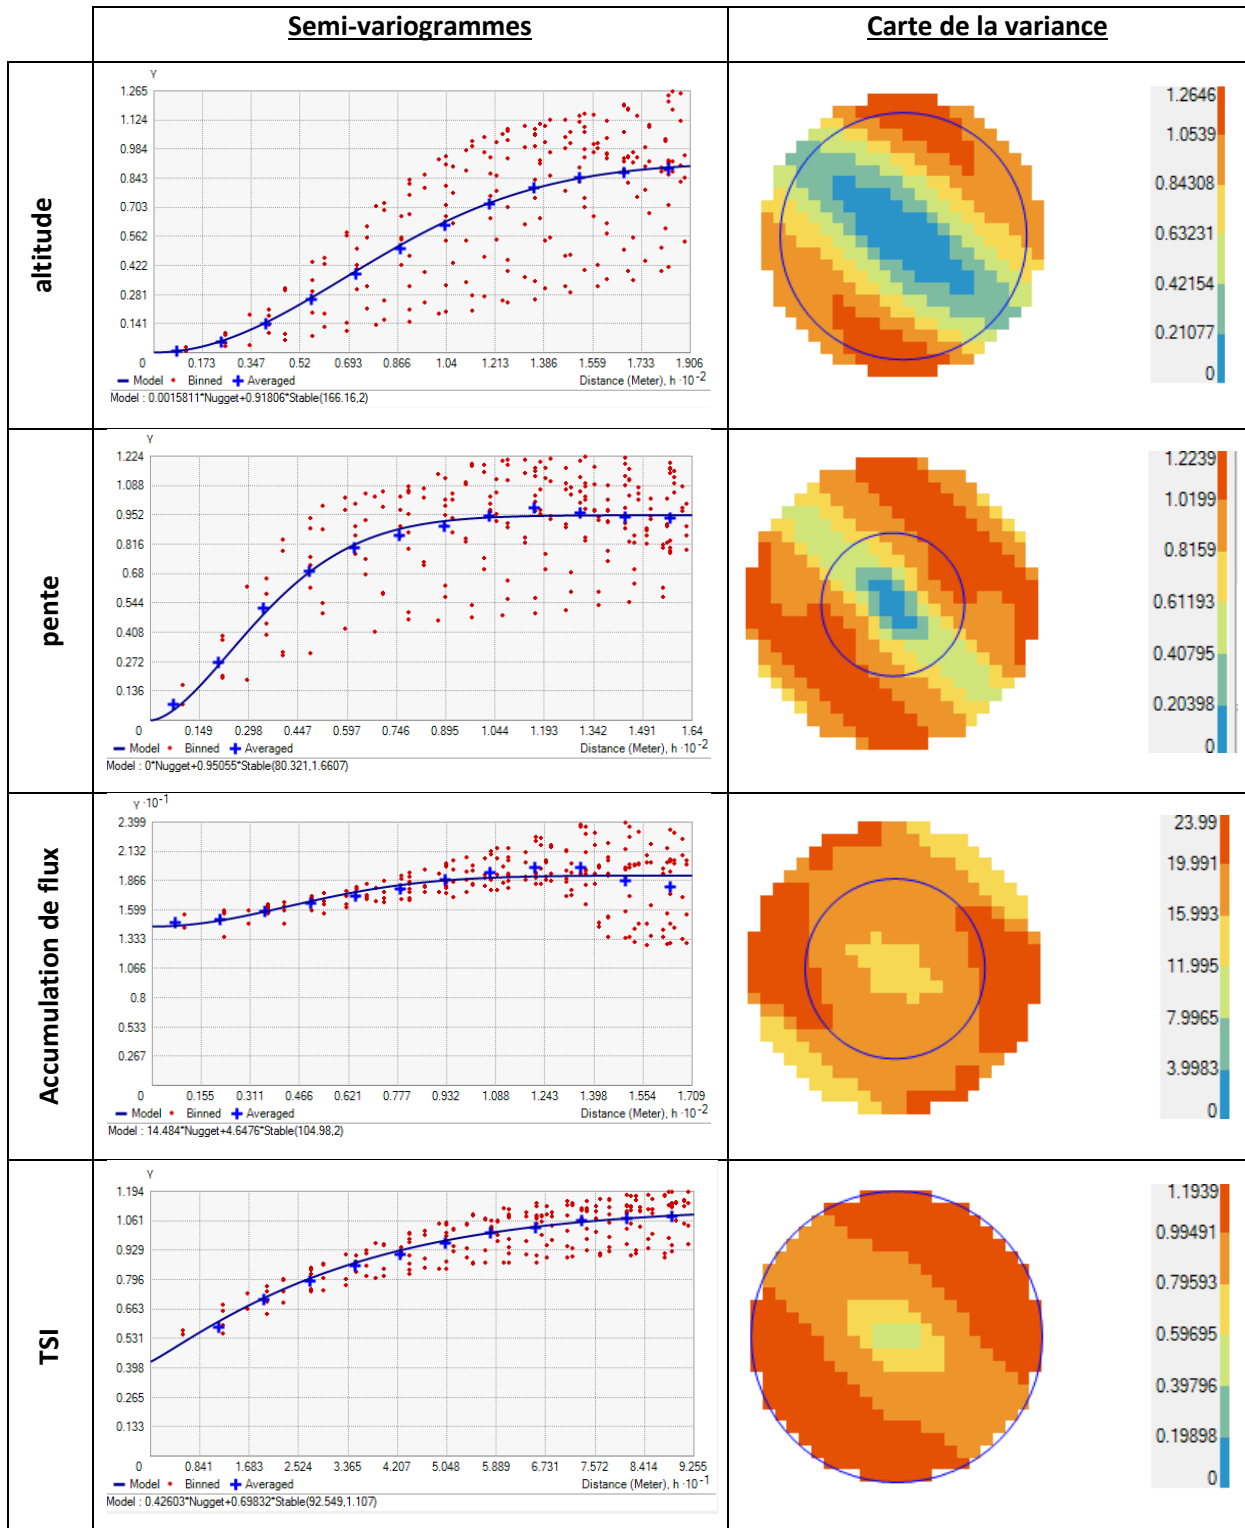 Semi-variogrammes
Carte de la variance
altitude
γ
1.265
1.124
0.984
0.843
0.703
0.562
0.422
0.281
0.141
0 0.173 0.347 0.52 0.693 0.866 1.04 1.213 1.386 1.559 1.733 1.906
Model Binned Averaged Distance (Meter), h ·10-2
Model : 0.0015811*Nugget+0.91806*Stable(166.16,2)
1.2646
1.0539
0.84308
0.63231
0.42154
0.21077
0
pente
γ
1.224
1.088
0.952
0.816
0.68
0.544
0.408
0.272
0.136
0 0.149 0.298 0.447 0.597 0.746 0.895 1.044 1.193 1.342 1.491 1.64
Model Binned Averaged Distance (Meter), h ·10-2
Model : 0*Nugget+0.95055*Stable(80.321,1.6607)
1.2239
1.0199
0.8159
0.61193
0.40795
0.20398
0
Accumulation de flux
γ ·10-1
2.399
2.132
1.866
1.599
1.333
1.066
0.8
0.533
0.267
0 0.155 0.311 0.466 0.621 0.777 0.932 1.088 1.243 1.398 1.554 1.709
Model Binned Averaged Distance (Meter), h ·10-2
Model : 14.484*Nugget+4.6476*Stable(104.98,2)
23.99
19.991
15.993
11.995
7.9965
3.9983
0
TSI
γ
1.194
1.061
0.929
0.796
0.663
0.531
0.398
0.265
0.133
0 0.841 1.683 2.524 3.365 4.207 5.048 5.889 6.731 7.572 8.414 9.255
Model Binned Averaged Distance (Meter), h ·10-1
Model : 0.42603*Nugget+0.69832*Stable(92.549,1.107)
1.1939
0.99491
0.79593
0.59695
0.39796
0.19898
0